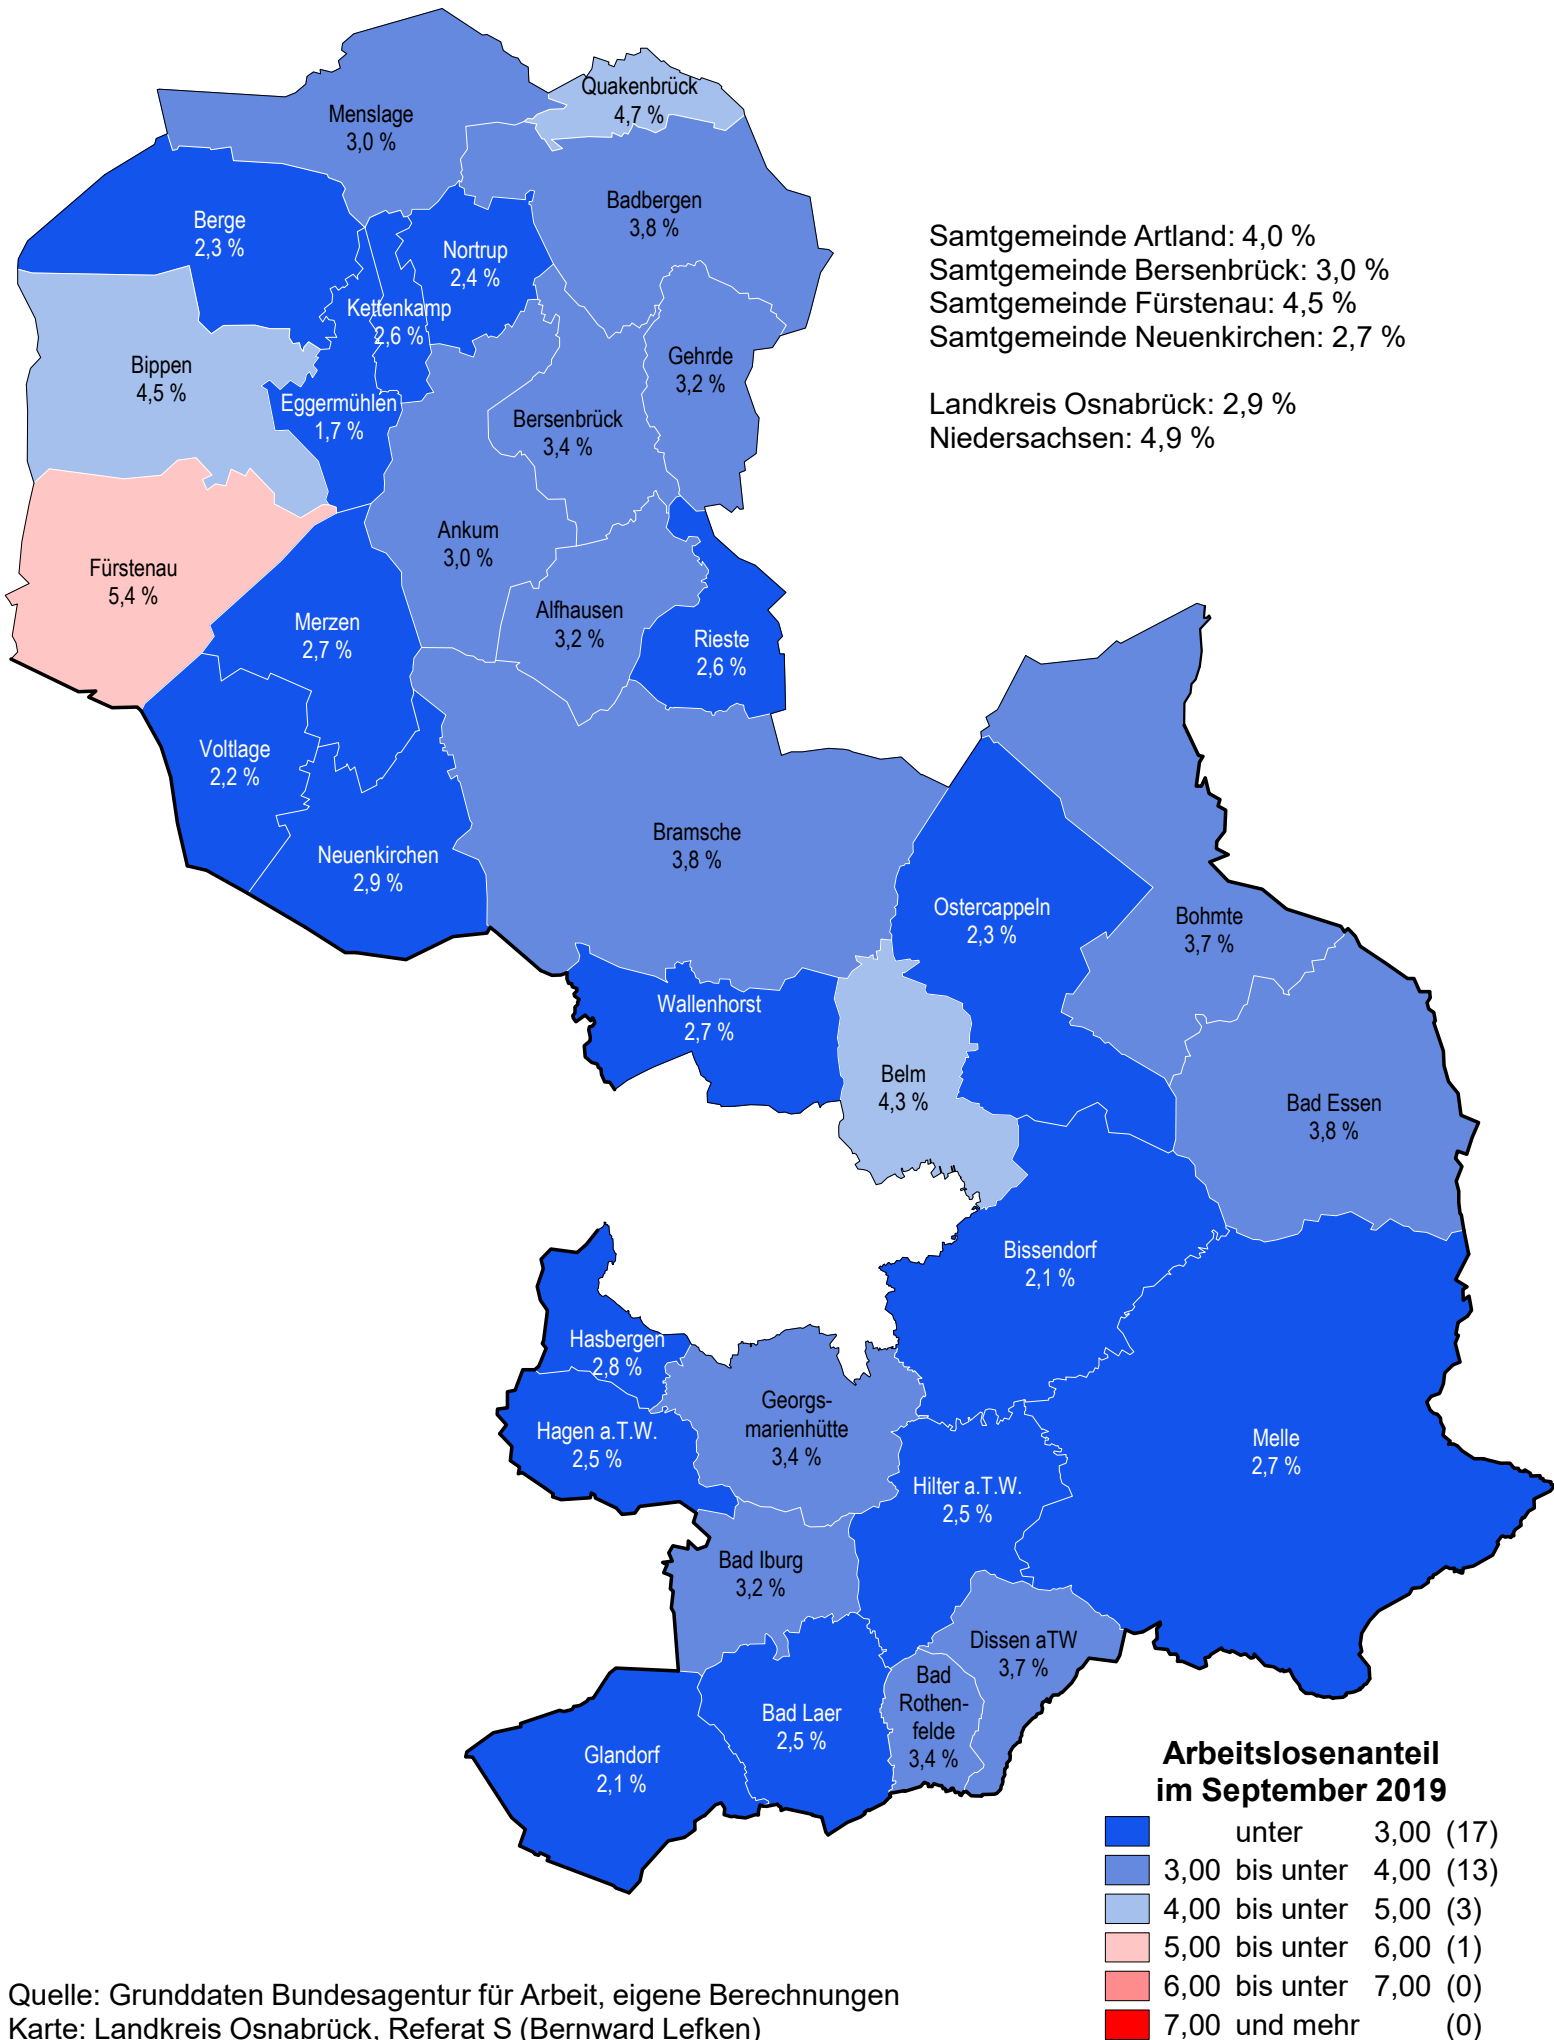 Quakenbrück
4,7 %
Menslage
3,0 %
Badbergen
3,8 %
Berge
2,3 %
Nortrup
2,4 %
Samtgemeinde Artland: 4,0 %
Samtgemeinde Bersenbrück: 3,0 %
Samtgemeinde Fürstenau: 4,5 %
Samtgemeinde Neuenkirchen: 2,7 %
Landkreis Osnabrück: 2,9 %
Niedersachsen: 4,9 %
Kettenkamp
2,6 %
Bippen
4,5 %
Gehrde
3,2 %
Eggermühlen
1,7 %
Bersenbrück
3,4 %
Ankum
3,0 %
Fürstenau
5,4 %
Alfhausen
3,2 %
Merzen
2,7 %
Rieste
2,6 %
Voltlage
2,2 %
Bramsche
3,8 %
Neuenkirchen
2,9 %
Ostercappeln
2,3 %
Bohmte
3,7 %
Wallenhorst
2,7 %
Belm
4,3 %
Bad Essen
3,8 %
Bissendorf
2,1 %
Hasbergen
2,8 %
Georgs-
marienhütte
3,4 %
Hagen a.T.W.
2,5 %
Melle
2,7 %
Hilter a.T.W.
2,5 %
Bad Iburg
3,2 %
Dissen aTW
3,7 %
Bad
Rothen-
felde
3,4 %
Bad Laer
2,5 %
Glandorf
2,1 %
Arbeitslosenanteil
im September 2019
unter 3,00 (17)
3,00 bis unter 4,00 (13)
4,00 bis unter 5,00 (3)
5,00 bis unter 6,00 (1)
6,00 bis unter 7,00 (0)
7,00 und mehr (0)
Quelle: Grunddaten Bundesagentur für Arbeit, eigene Berechnungen
Karte: Landkreis Osnabrück, Referat S (Bernward Lefken)